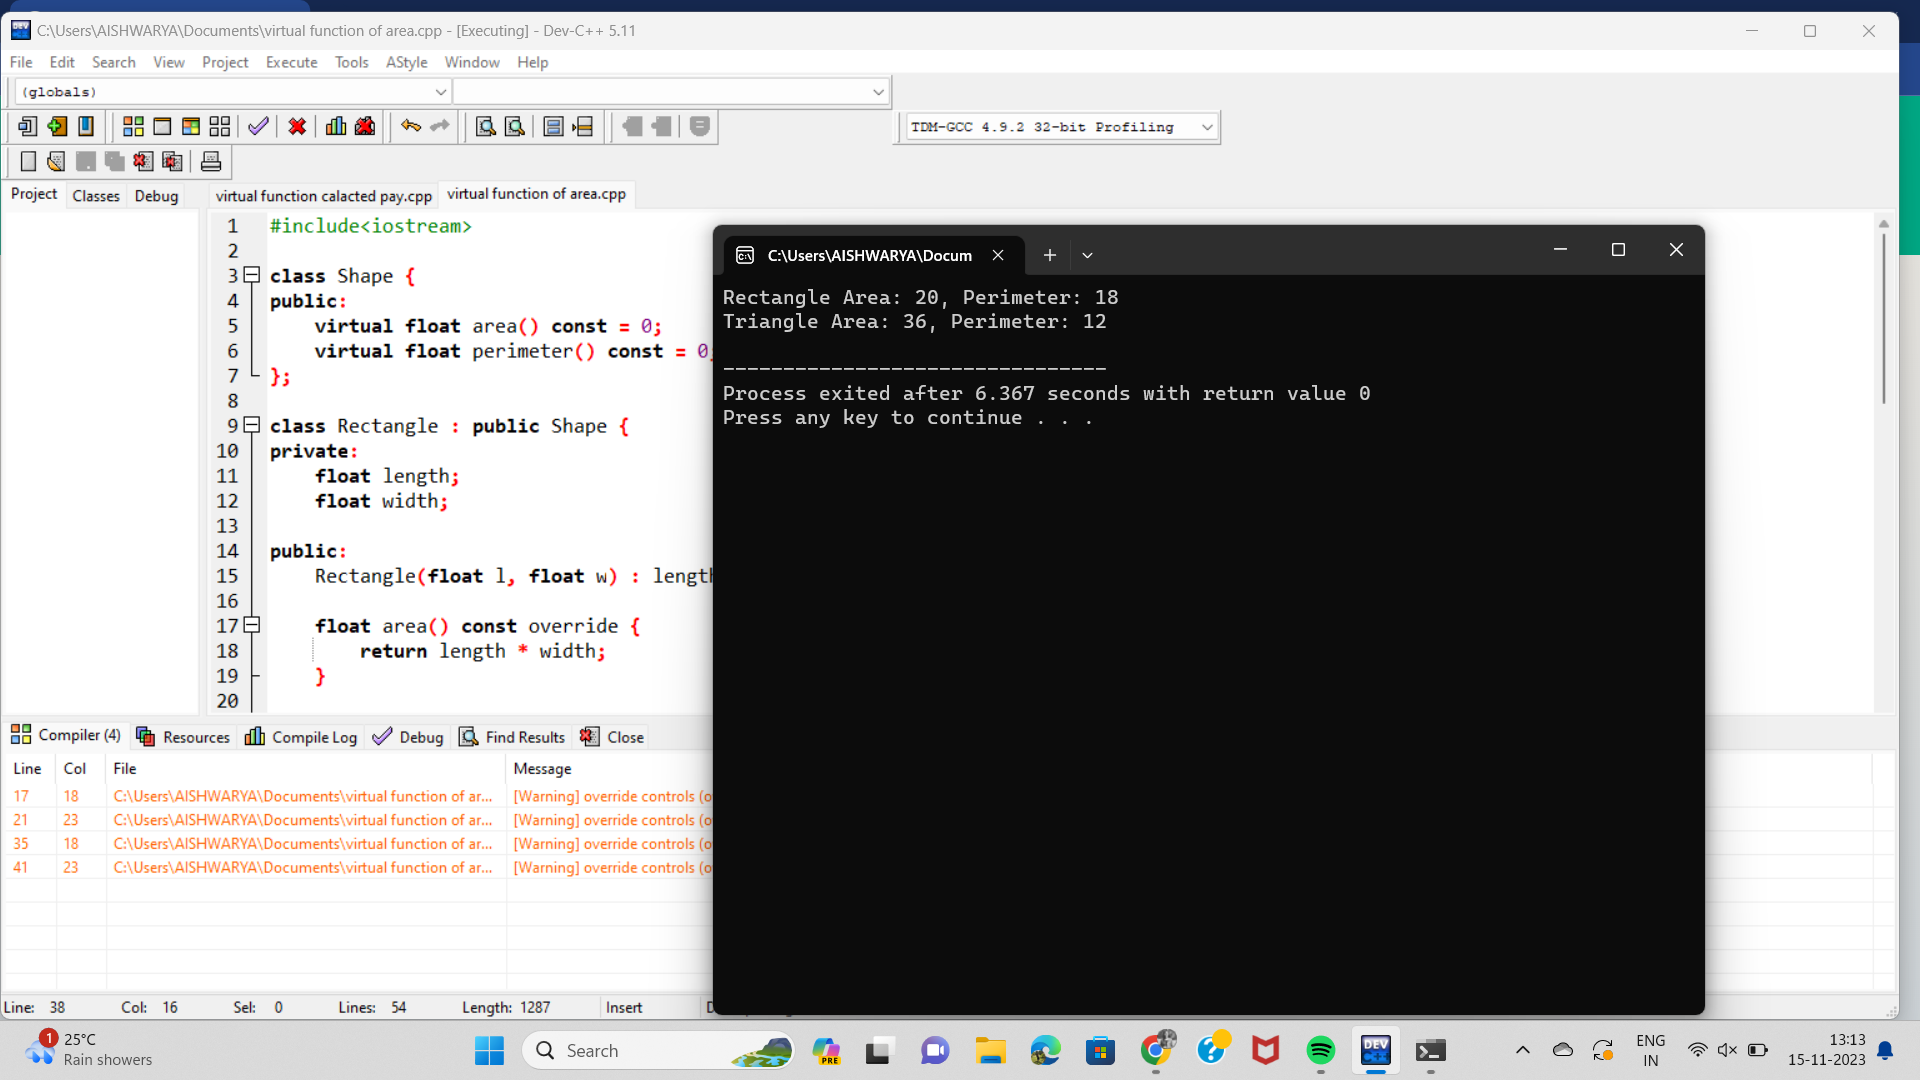 C:\Users\AISHWARYA\Documents\virtual function of area.cpp - [Executing] - Dev-C++ 5.11
File Edit Search View Project Execute Tools AStyle Window Help
(globals)
TDM-GCC 4.9.2 32-bit Profiling
Project Classes Debug
virtual function calacted pay.cpp virtual function of area.cpp
1 #include<iostream>
2
3 class Shape {
4 public:
5 virtual float area() const = 0;
6 virtual float perimeter() const = 0;
7 };
8
9 class Rectangle : public Shape {
10 private:
11 float length;
12 float width;
13
14 public:
15 Rectangle(float l, float w) : length
16
17 float area() const override {
18 return length * width;
19 }
20
C:\Users\AISHWARYA\Docum
Rectangle Area: 20, Perimeter: 18
Triangle Area: 36, Perimeter: 12
--------------------------------
Process exited after 6.367 seconds with return value 0
Press any key to continue . . .
Compiler (4) Resources Compile Log Debug Find Results Close
Line Col File Message
17 18 C:\Users\AISHWARYA\Documents\virtual function of ar... [Warning] override controls (o
21 23 C:\Users\AISHWARYA\Documents\virtual function of ar... [Warning] override controls (o
35 18 C:\Users\AISHWARYA\Documents\virtual function of ar... [Warning] override controls (o
41 23 C:\Users\AISHWARYA\Documents\virtual function of ar... [Warning] override controls (o
Line: 38 Col: 16 Sel: 0 Lines: 54 Length: 1287 Insert
1 25°C
Rain showers
Search
PRE
DEV C++
ENG
IN
13:13
15-11-2023